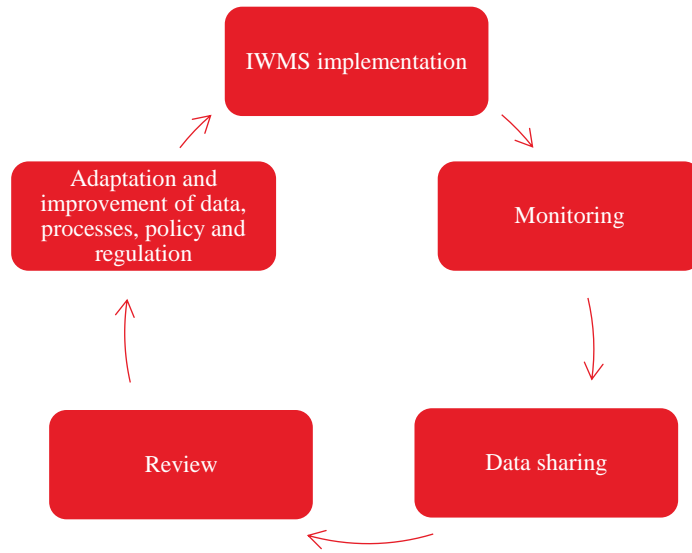 IWMS implementation
Monitoring
Data sharing
Review
Adaptation and
improvement of data,
processes, policy and
regulation